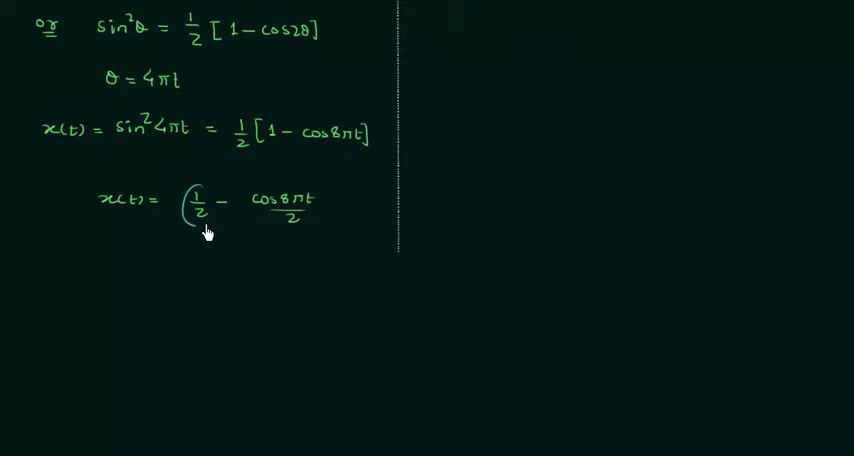 or sin²θ = 1/2 [1 - cos2θ]
θ = 4πt
x(t) = sin²4πt = 1/2 [1 - cos8πt]
x(t) = (1/2 - cos8πt/2